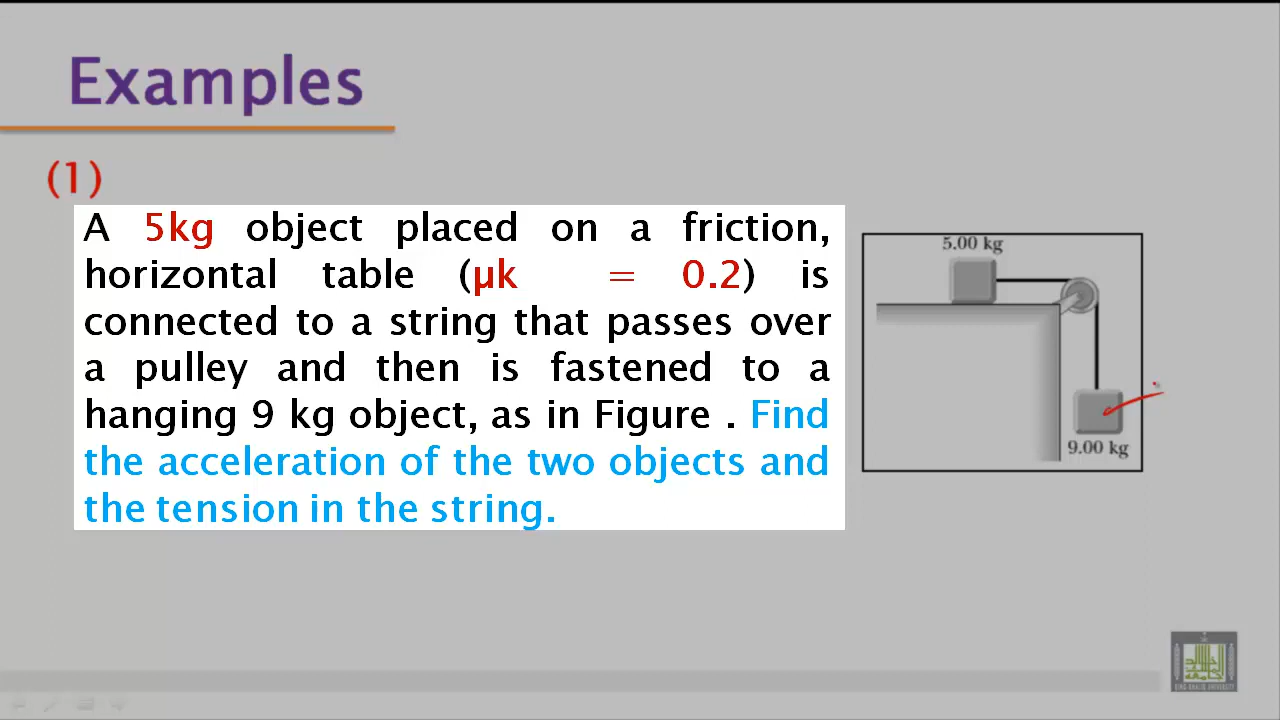 Examples
(1)
A 5kg object placed on a friction,
horizontal table (µk = 0.2) is
connected to a string that passes over
a pulley and then is fastened to a
hanging 9 kg object, as in Figure . Find
the acceleration of the two objects and
the tension in the string.
5.00 kg
9.00 kg